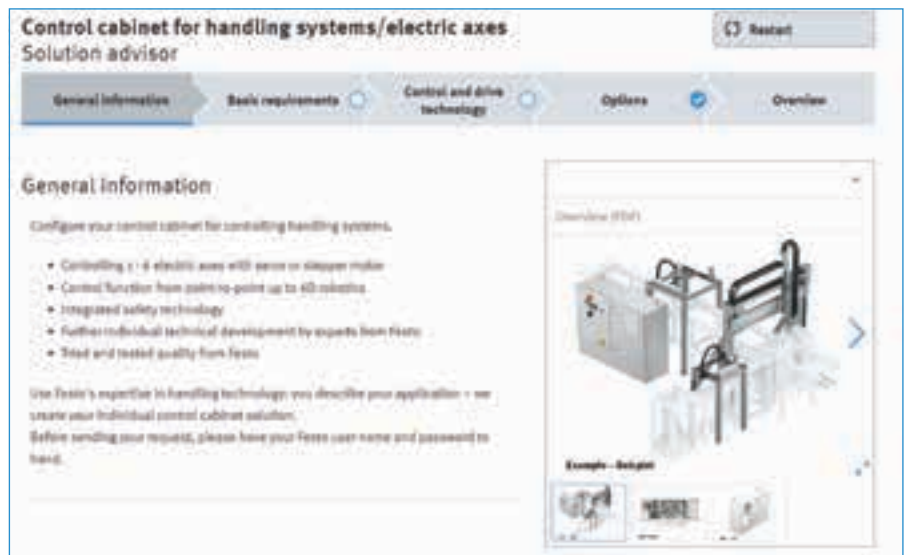 Control cabinet for handling systems/electric axes
Solution advisor
Restart
General information
Basic requirements
Control and drive
technology
Options
Overview
General information
Configure your control cabinet for controlling handling systems.
Controlling 1 - 6 electric axes with servo or stepper motor
Control function from point-to-point up to 6D robotics
Integrated safety technology
Further individual technical development by experts from Festo
Tried and tested quality from Festo
Use Festo's expertise in handling technology: you describe your application – we
create your individual control cabinet solution.
Before sending your request, please have your Festo user name and password to
hand.
Overview (PDF)
Example - Beispiel